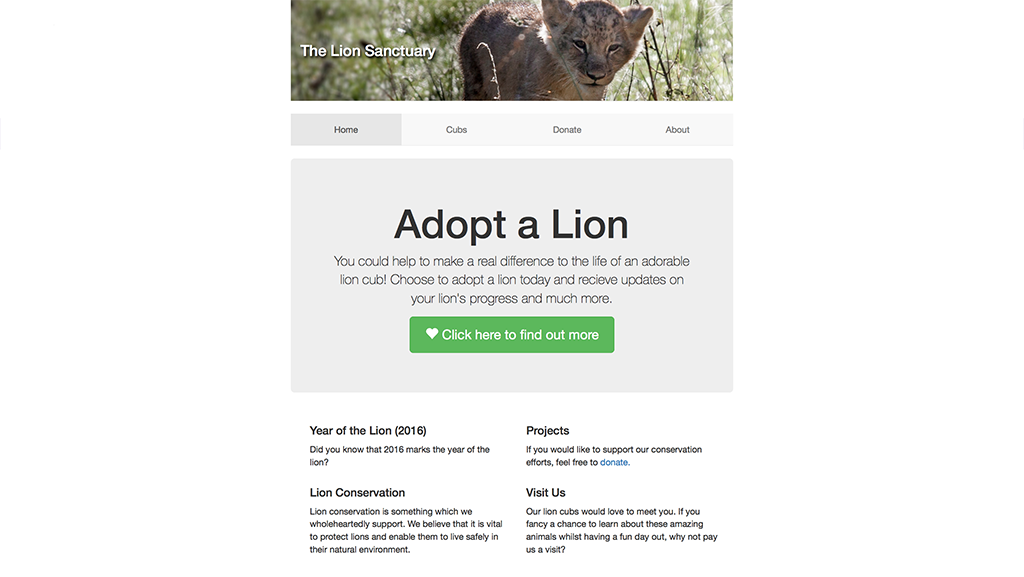 The Lion Sanctuary
Home
Cubs
Donate
About
Adopt a Lion
You could help to make a real difference to the life of an adorable
lion cub! Choose to adopt a lion today and recieve updates on
your lion's progress and much more.
Click here to find out more
Year of the Lion (2016)
Did you know that 2016 marks the year of the
lion?
Projects
If you would like to support our conservation
efforts, feel free to donate.
Lion Conservation
Lion conservation is something which we
wholeheartedly support. We believe that it is vital
to protect lions and enable them to live safely in
their natural environment.
Visit Us
Our lion cubs would love to meet you. If you
fancy a chance to learn about these amazing
animals whilst having a fun day out, why not pay
us a visit?